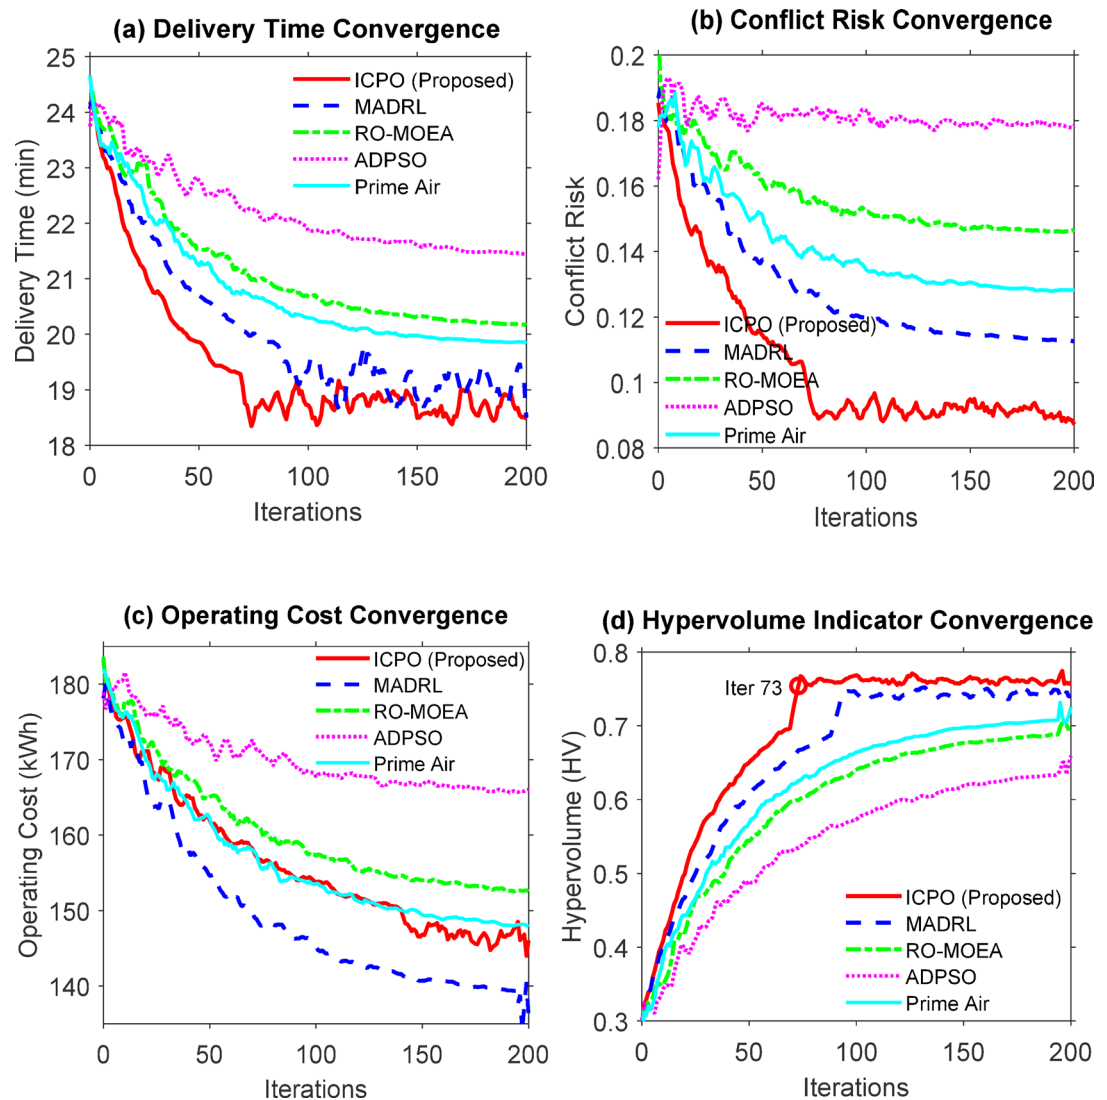 (a) Delivery Time Convergence
25
24
23
22
21
20
19
18
Delivery Time (min)
ICPO (Proposed)
MADRL
RO-MOEA
ADPSO
Prime Air
0
50
100
150
200
Iterations
(b) Conflict Risk Convergence
0.2
0.18
0.16
0.14
0.12
0.1
0.08
Conflict Risk
ICPO (Proposed)
MADRL
RO-MOEA
ADPSO
Prime Air
0
50
100
150
200
Iterations
(c) Operating Cost Convergence
180
170
160
150
140
Operating Cost (kWh)
ICPO (Proposed)
MADRL
RO-MOEA
ADPSO
Prime Air
0
50
100
150
200
Iterations
(d) Hypervolume Indicator Convergence
0.8
0.7
0.6
0.5
0.4
0.3
Hypervolume (HV)
Iter 73
ICPO (Proposed)
MADRL
RO-MOEA
ADPSO
Prime Air
0
50
100
150
200
Iterations